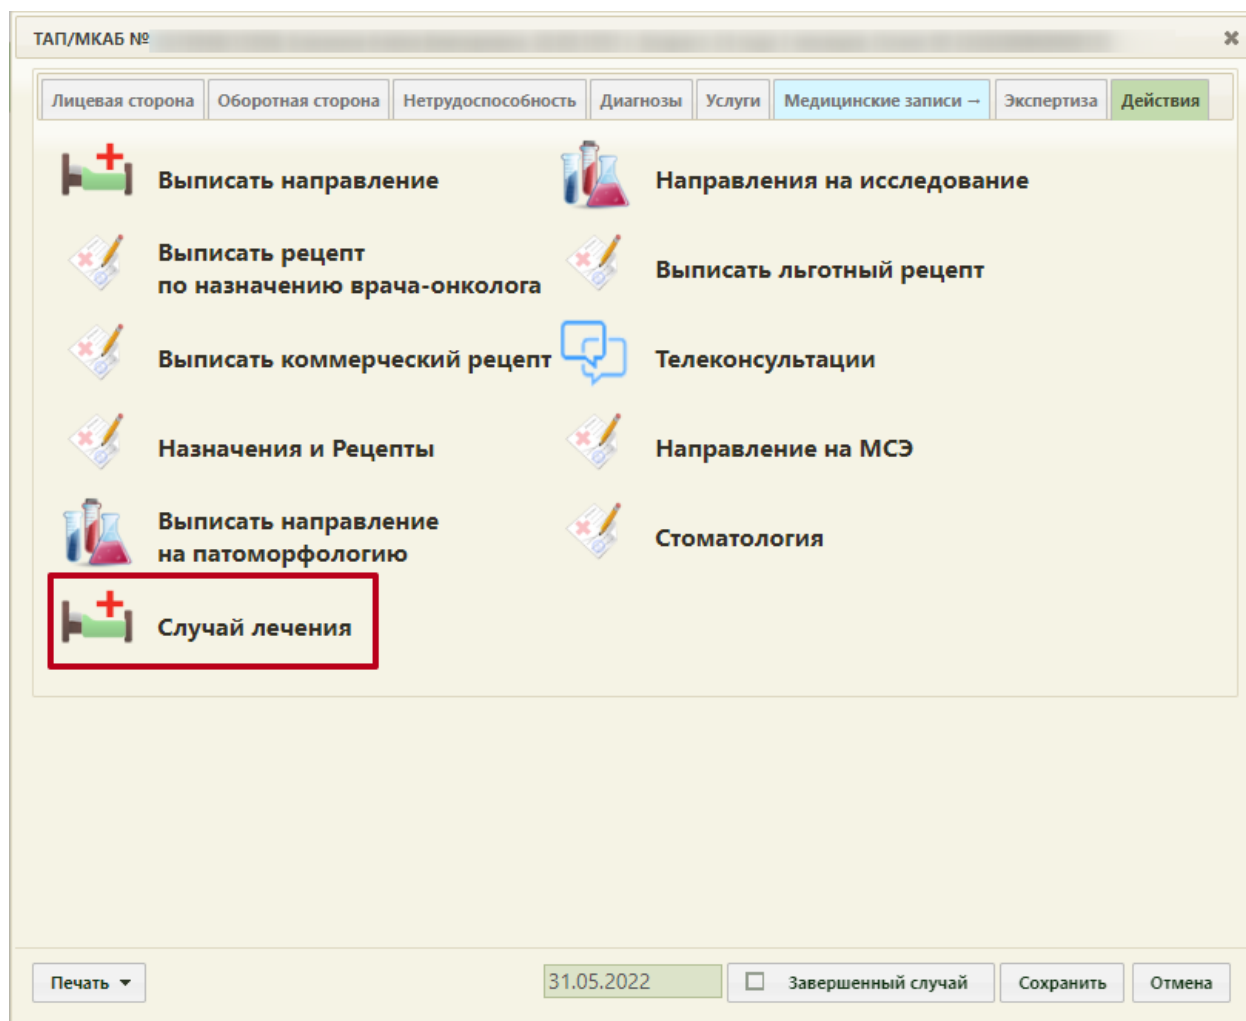 ТАП/МКАБ №
Лицевая сторона Оборотная сторона Нетрудоспособность Диагнозы Услуги Медицинские записи → Экспертиза Действия
Выписать направление
Направления на исследование
Выписать рецепт
по назначению врача-онколога
Выписать льготный рецепт
Выписать коммерческий рецепт
Телеконсультации
Назначения и Рецепты
Направление на МСЭ
Выписать направление
на патоморфологию
Стоматология
Случай лечения
Печать 31.05.2022 Завершенный случай Сохранить Отмена